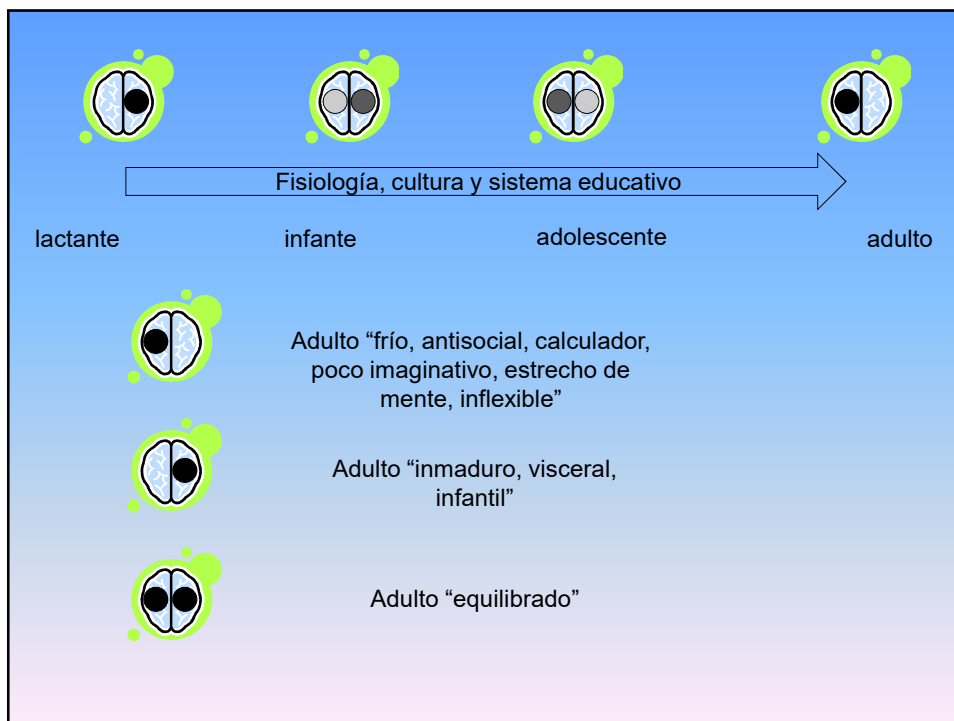 Fisiología, cultura y sistema educativo
lactante
infante
adolescente
adulto
Adulto “frío, antisocial, calculador,
poco imaginativo, estrecho de
mente, inflexible”
Adulto “inmaduro, visceral,
infantil”
Adulto “equilibrado”